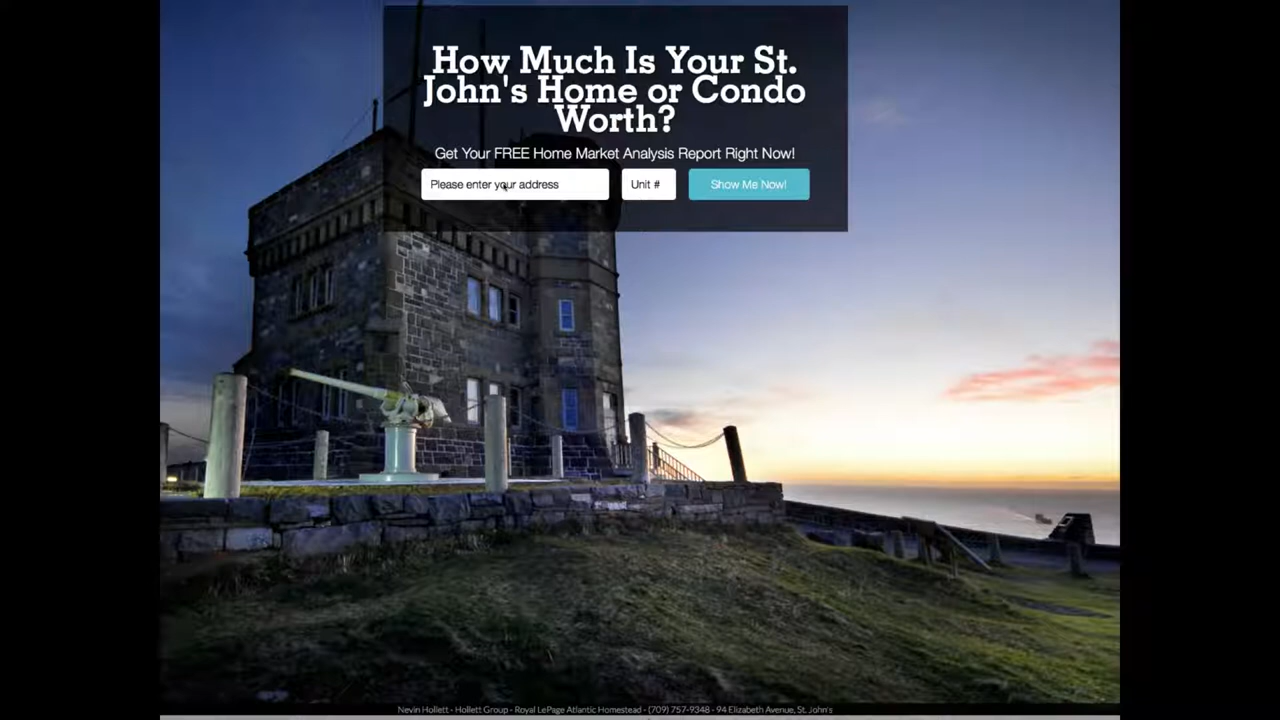 How Much Is Your St.
John's Home or Condo
Worth?
Get Your FREE Home Market Analysis Report Right Now!
Please enter your address
Unit #
Show Me Now!
Nevin Hollett - Hollett Group - Royal LePage Atlantic Homestead - (709) 757-9348 - 94 Elizabeth Avenue, St. John's